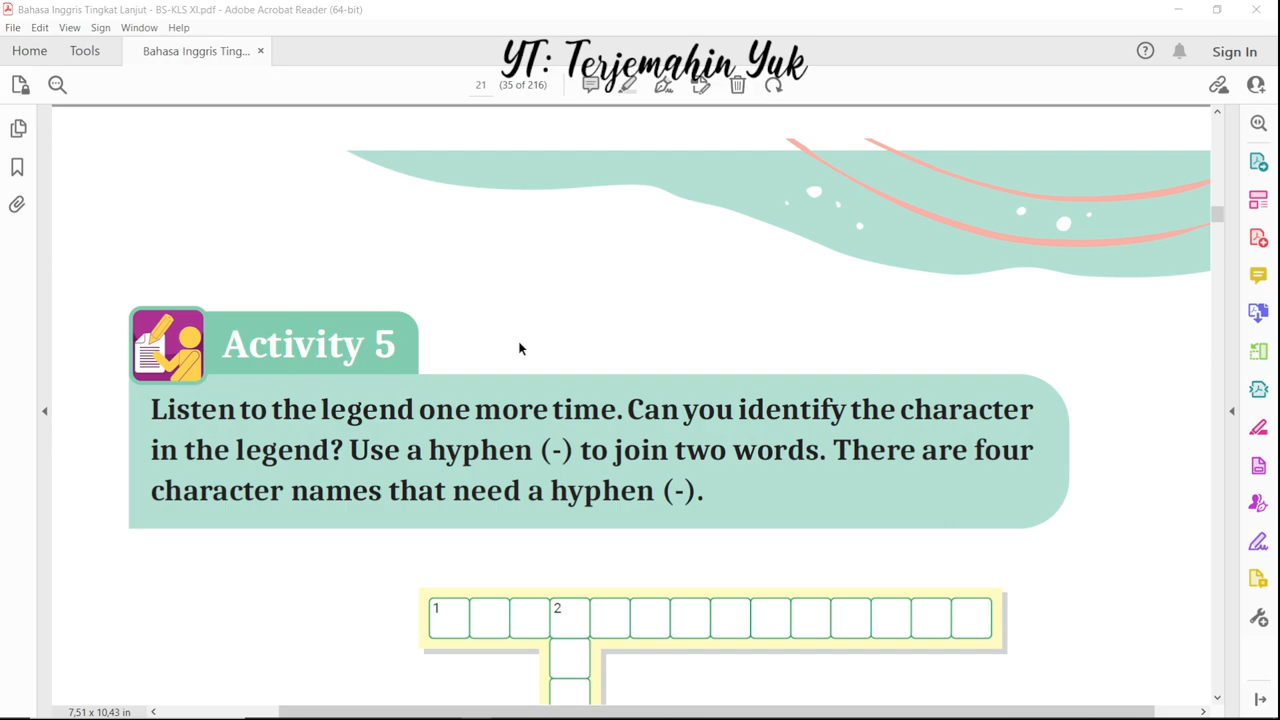 Bahasa Inggris Tingkat Lanjut - BS-KLS XI.pdf - Adobe Acrobat Reader (64-bit)
File Edit View Sign Window Help
Home Tools Bahasa Inggris Ting... × Sign In
YT: Terjemahin Yuk
21 (35 of 216)
Activity 5
Listen to the legend one more time. Can you identify the character
in the legend? Use a hyphen (-) to join two words. There are four
character names that need a hyphen (-).
1 2
7,51 x 10,43 in